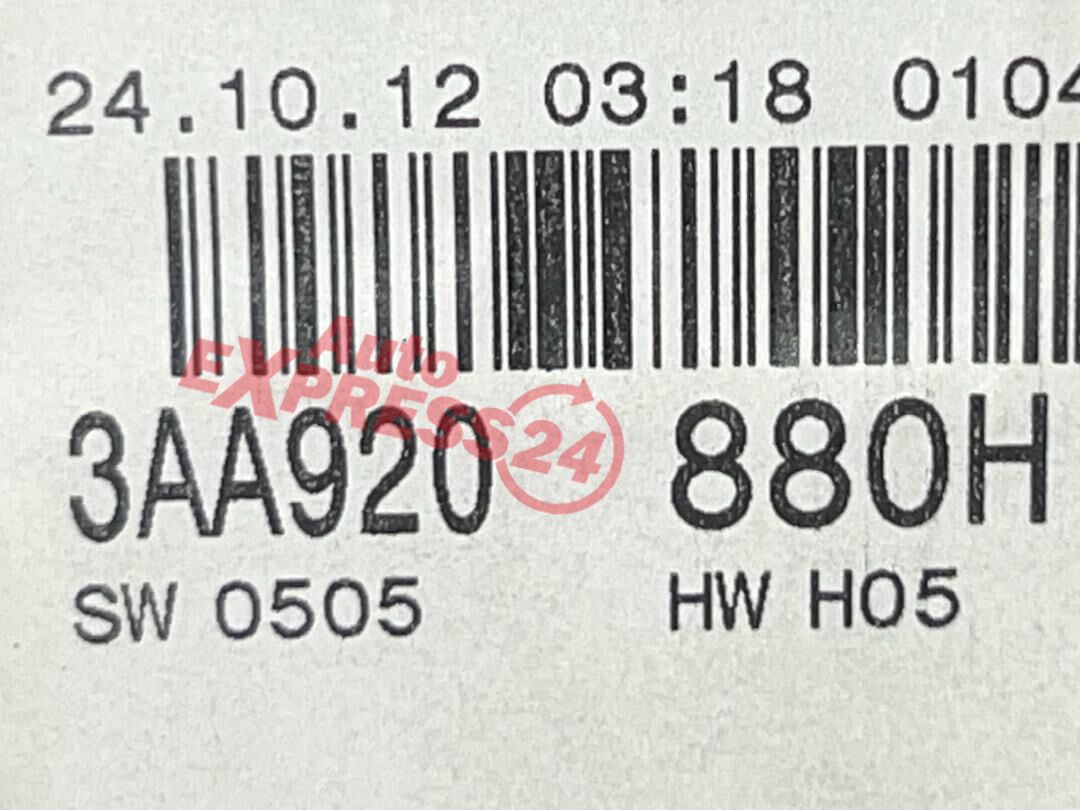 24.10.12 03:18 0104
3AA920 880H
Auto
EXPRESS24
SW 0505 HW H05